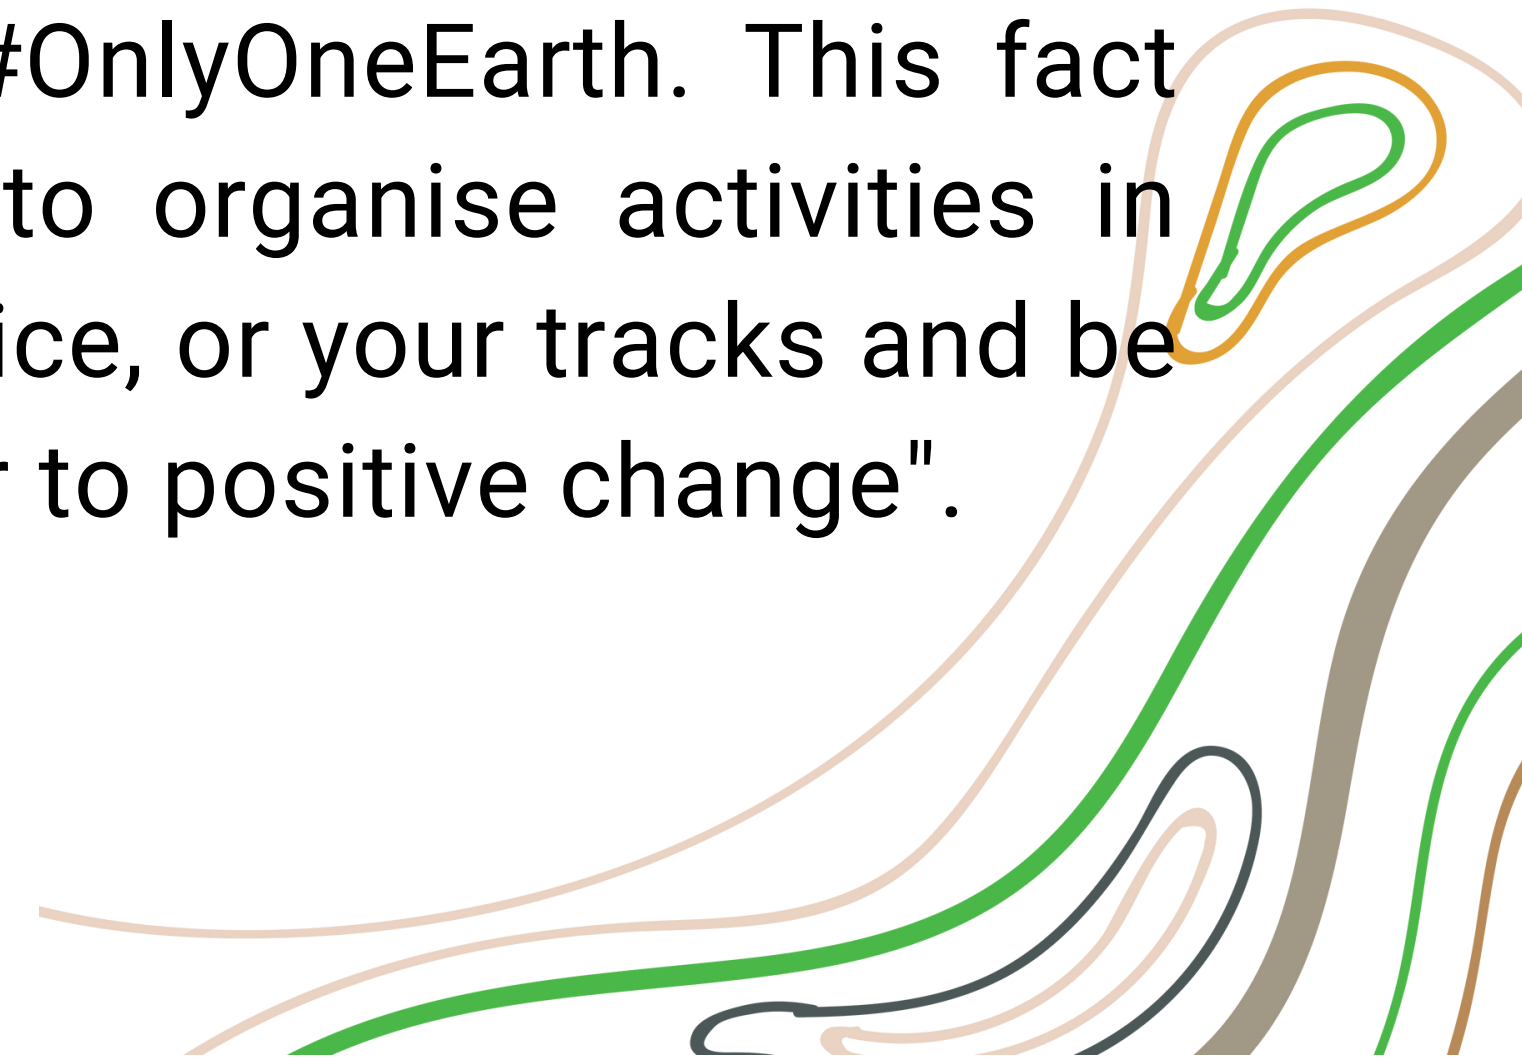 #OnlyOneEarth. This fact
to organise activities in
ice, or your tracks and be
r to positive change".